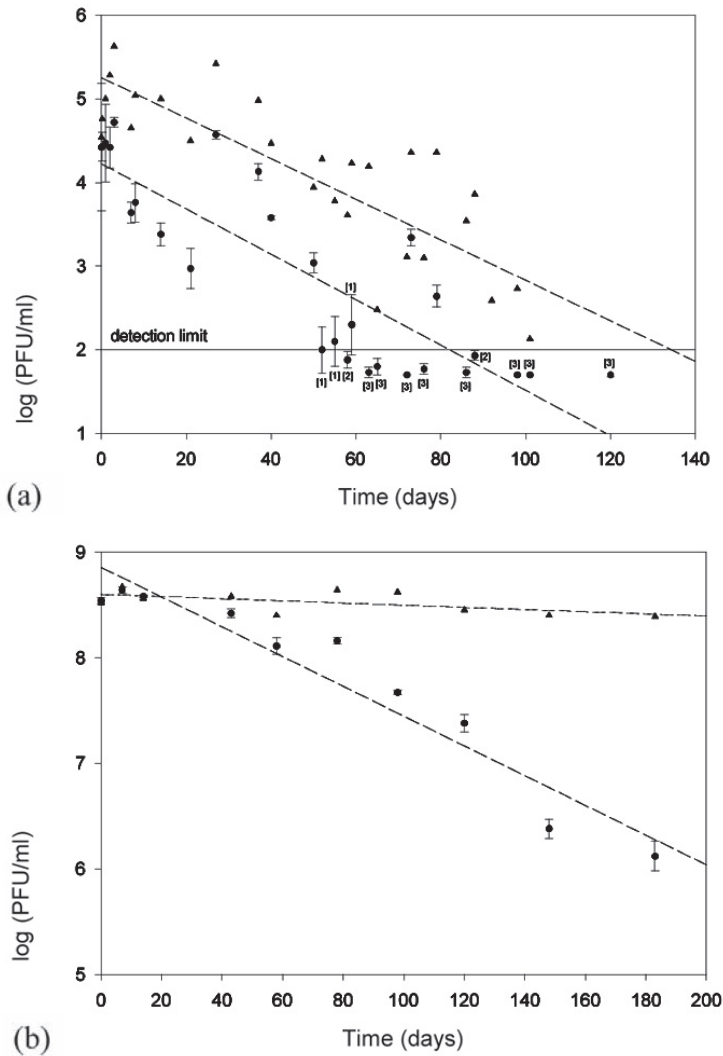 6
5
4
3
2
1
log (PFU/ml)
detection limit
[1]
[1]
[1]
[2]
[3]
[3]
[3]
[3]
[3]
[2]
[3]
[3]
[3]
0 20 40 60 80 100 120 140
Time (days)
(a)
9
8
7
6
5
log (PFU/ml)
0 20 40 60 80 100 120 140 160 180 200
Time (days)
(b)